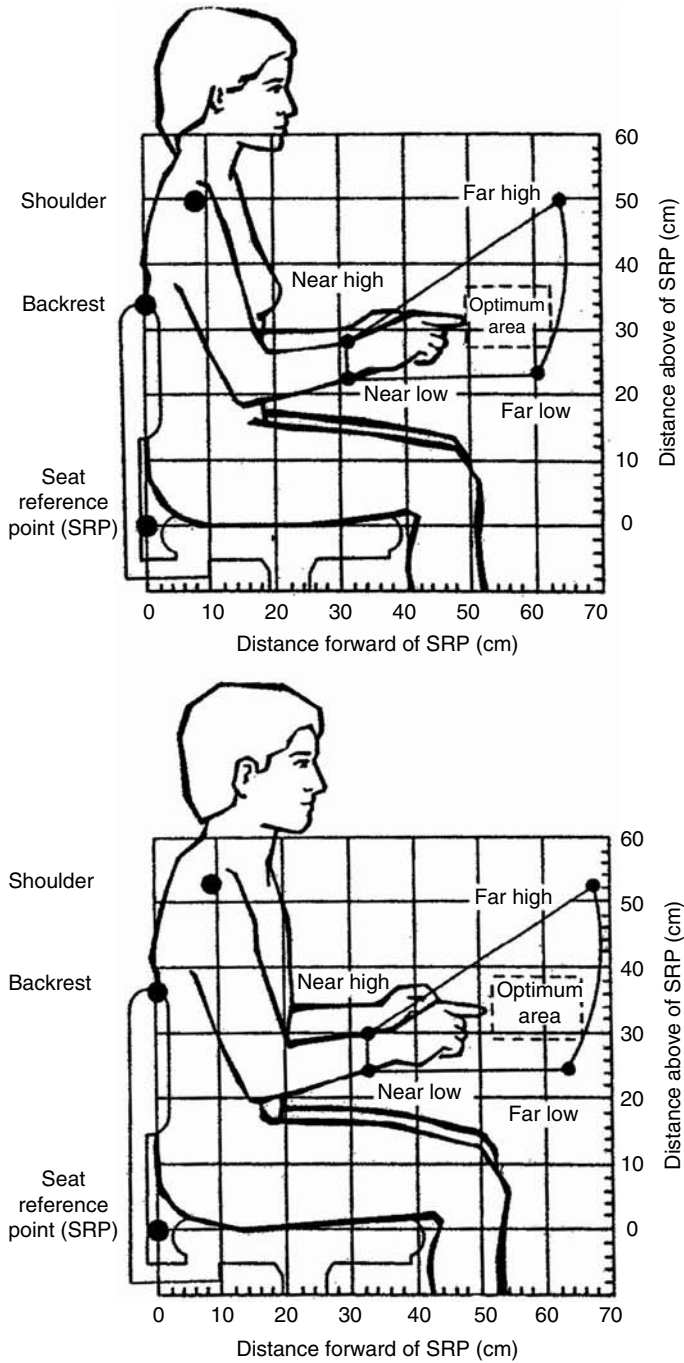 60
Far high
Shoulder
50
Near high
40
Backrest
Optimum
area
30
Near low
20
Far low
10
Seat
reference
point (SRP)
0
Distance above of SRP (cm)
0 10 20 30 40 50 60 70
Distance forward of SRP (cm)
60
Shoulder
Far high
50
Backrest
Near high
40
Optimum
area
30
Near low
20
Far low
10
Seat
reference
point (SRP)
0
Distance above of SRP (cm)
0 10 20 30 40 50 60 70
Distance forward of SRP (cm)